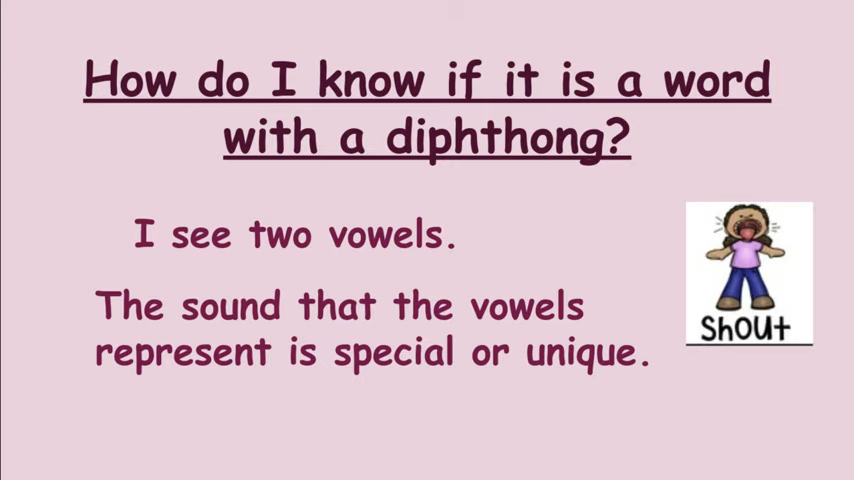 How do I know if it is a word
with a diphthong?
I see two vowels.
The sound that the vowels
represent is special or unique.
Shout